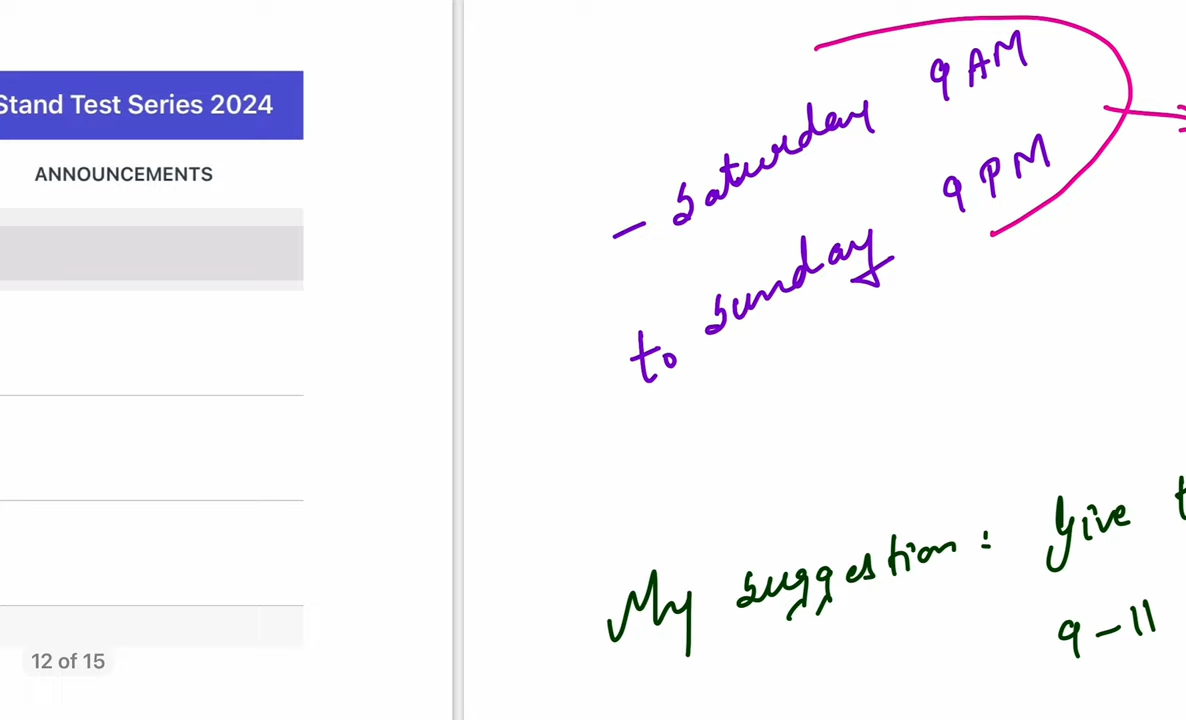 Stand Test Series 2024
ANNOUNCEMENTS
12 of 15
- Saturday 9 AM
to Sunday 9 PM
My suggestion: Give
9-11